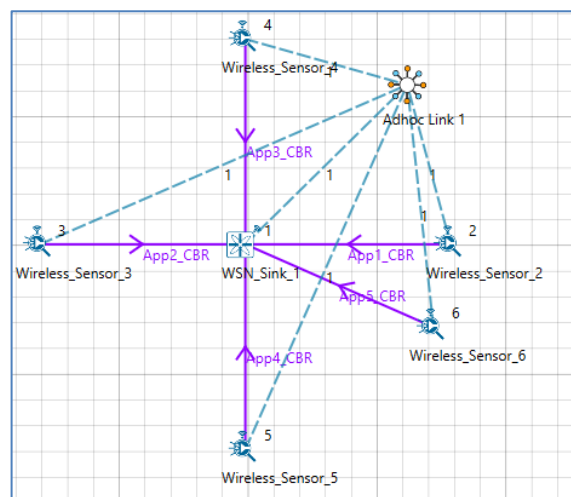 4
Wireless_Sensor_4
1
Adhoc Link 1
App3_CBR
1
1
1
3
1
1
2
App2_CBR
App1_CBR
Wireless_Sensor_3
WSN_Sink_1
Wireless_Sensor_2
1
App5_CBR
6
Wireless_Sensor_6
App4_CBR
5
Wireless_Sensor_5